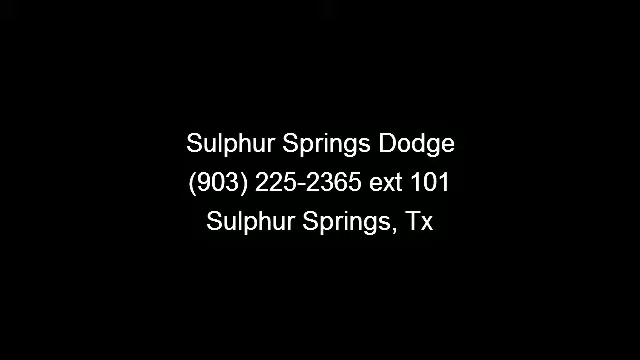 Sulphur Springs Dodge
(903) 225-2365 ext 101
Sulphur Springs, Tx